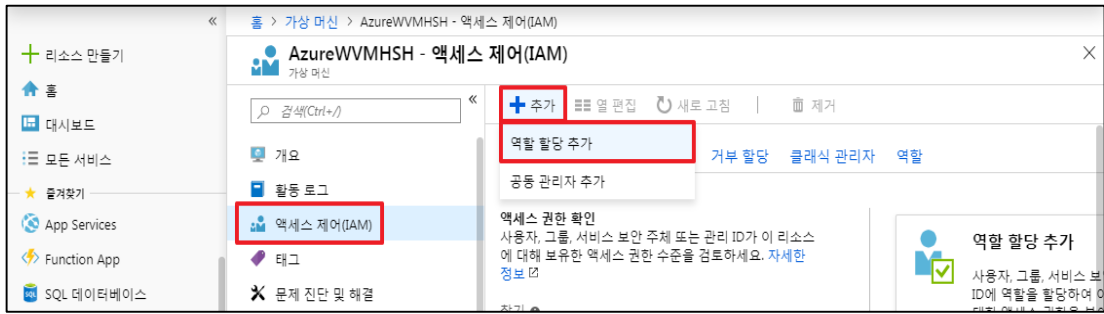 «
홈 > 가상 머신 > AzureWVMHSH - 액세스 제어(IAM)
리소스 만들기
홈
대시보드
모든 서비스
즐겨찾기
App Services
Function App
SQL 데이터베이스
AzureWVMHSH - 액세스 제어(IAM)
가상 머신
검색(Ctrl+/)
«
개요
활동 로그
액세스 제어(IAM)
태그
문제 진단 및 해결
추가 열 편집 새로 고침 | 제거
역할 할당 추가
공동 관리자 추가
거부 할당 클래식 관리자 역할
액세스 권한 확인
사용자, 그룹, 서비스 보안 주체 또는 관리 ID가 이 리소스
에 대해 보유한 액세스 권한 수준을 검토하세요. 자세한
정보
찾기
역할 할당 추가
사용자, 그룹, 서비스
ID에 역할을 할당하여